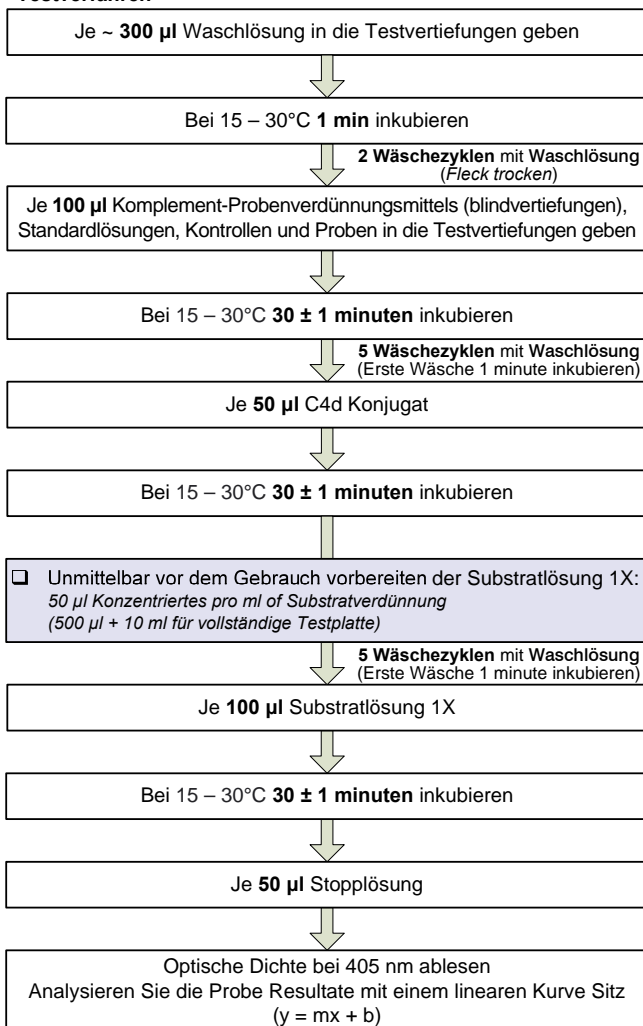 Testverfahren
Je ~ 300 µl Waschlösung in die Testvertiefungen geben
Bei 15 – 30°C 1 min inkubieren
2 Wäschezyklen mit Waschlösung
(Fleck trocken)
Je 100 µl Komplement-Probenverdünnungsmittels (blindvertiefungen),
Standardlösungen, Kontrollen und Proben in die Testvertiefungen geben
Bei 15 – 30°C 30 ± 1 minuten inkubieren
5 Wäschezyklen mit Waschlösung
(Erste Wäsche 1 minute inkubieren)
Je 50 µl C4d Konjugat
Bei 15 – 30°C 30 ± 1 minuten inkubieren
❑ Unmittelbar vor dem Gebrauch vorbereiten der Substratlösung 1X:
50 µl Konzentriertes pro ml of Substratverdünnung
(500 µl + 10 ml für vollständige Testplatte)
5 Wäschezyklen mit Waschlösung
(Erste Wäsche 1 minute inkubieren)
Je 100 µl Substratlösung 1X
Bei 15 – 30°C 30 ± 1 minuten inkubieren
Je 50 µl Stopplösung
Optische Dichte bei 405 nm ablesen
Analysieren Sie die Probe Resultate mit einem linearen Kurve Sitz
(y = mx + b)